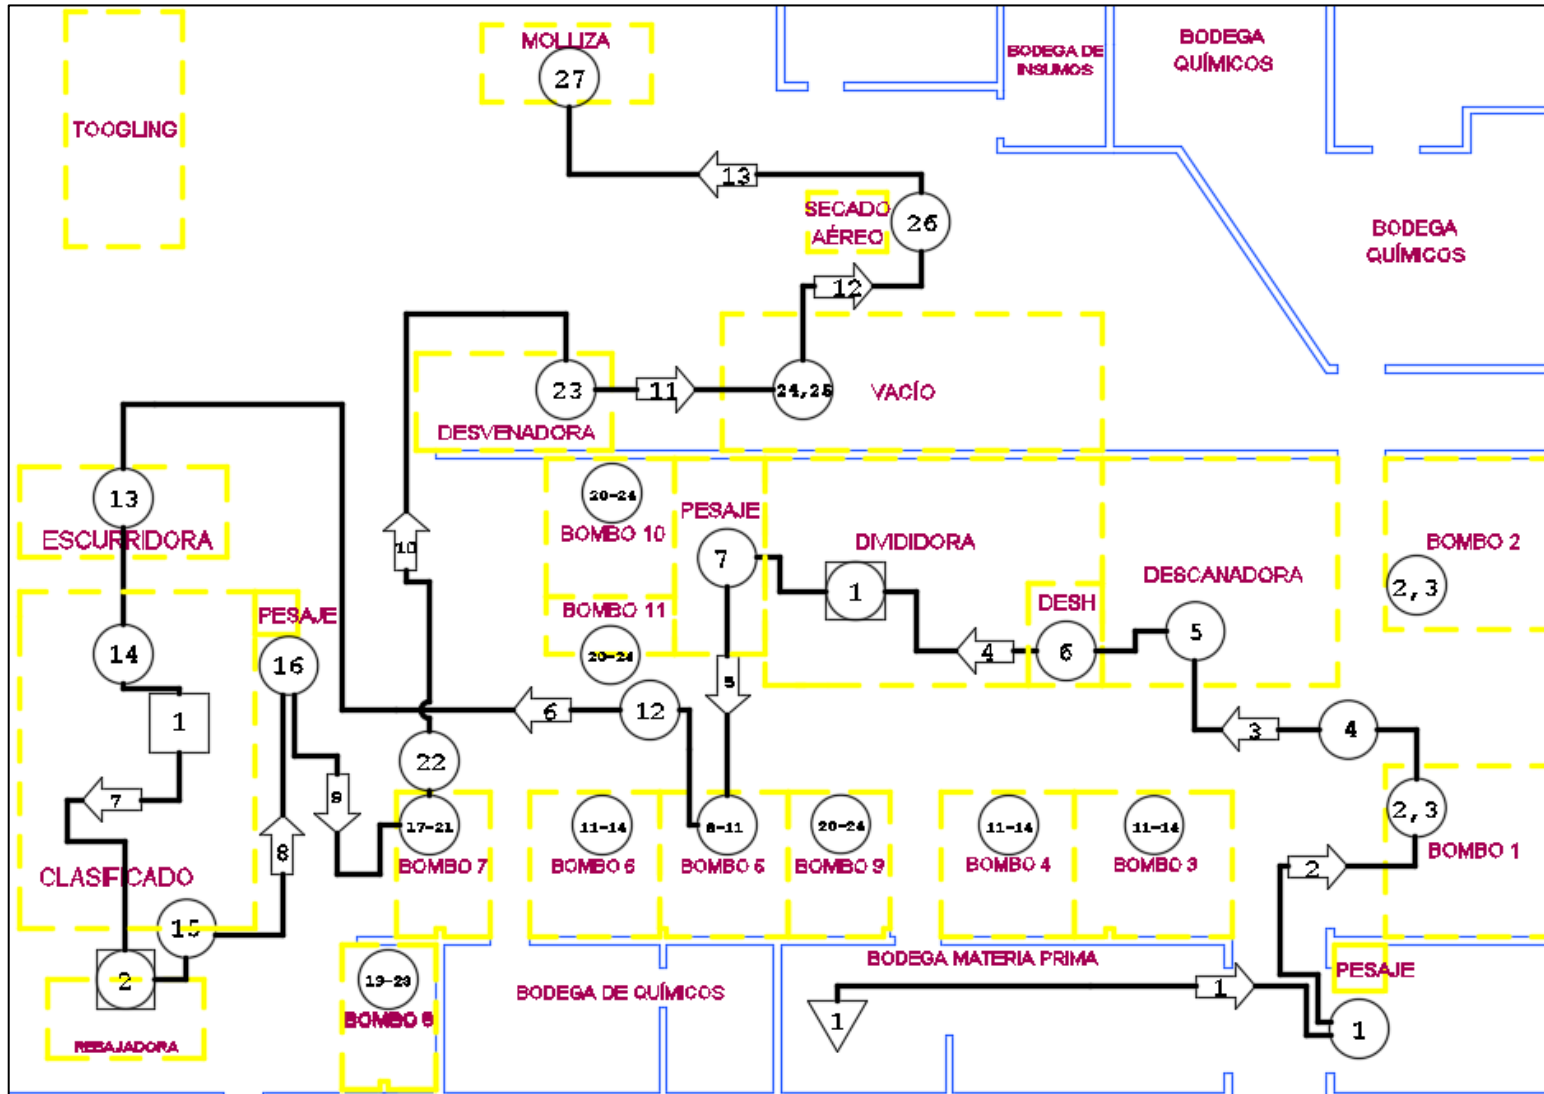 MOLLIZA
27
BODEGA DE
INSUMOS
BODEGA
QUÍMICOS
TOOGLING
13
SECADO
AÉREO
26
BODEGA
QUÍMICOS
12
23
11
24,25
VACÍO
DESVENADORA
13
ESCURRIDORA
20-24
BOMBO 10
PESAJE
7
DIVIDIDORA
1
DESCANADORA
BOMBO 2
2,3
10
BOMBO 11
20-24
DESH
6
4
5
PESAJE
14
16
1
5
6
12
3
4
22
7
9
8
17-21
BOMBO 7
11-14
BOMBO 6
8-11
BOMBO 5
20-24
BOMBO 9
11-14
BOMBO 4
11-14
BOMBO 3
2,3
BOMBO 1
2
CLASIFICADO
15
2
REBAJADORA
19-23
BODEGA DE QUÍMICOS
BODEGA MATERIA PRIMA
1
1
PESAJE
1